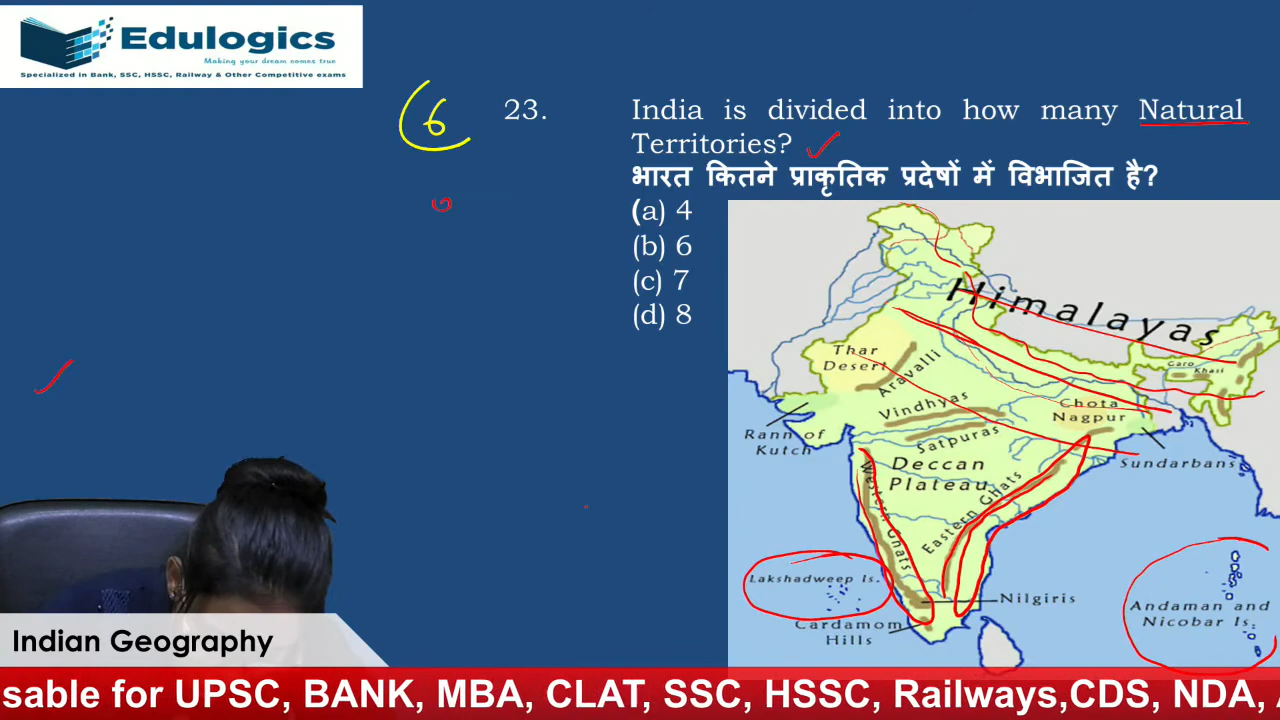 Edulogics
Making your dream comes true
Specialized in Bank, SSC, HSSC, Railway & Other Competitive exams
6
23.
India is divided into how many Natural
Territories?
भारत कितने प्राकृतिक प्रदेषों में विभाजित है?
(a) 4
(b) 6
(c) 7
(d) 8
Himalayas
Thar
Desert
Aravalli
Garo
Khasi
Vindhyas
Chota
Nagpur
Rann of
Kutch
Satpuras
Sundarbans
Deccan
Plateau
Western Ghats
Eastern Ghats
Lakshadweep Is.
Nilgiris
Andaman and
Nicobar Is.
Cardamom
Hills
Indian Geography
sable for UPSC, BANK, MBA, CLAT, SSC, HSSC, Railways,CDS, NDA,